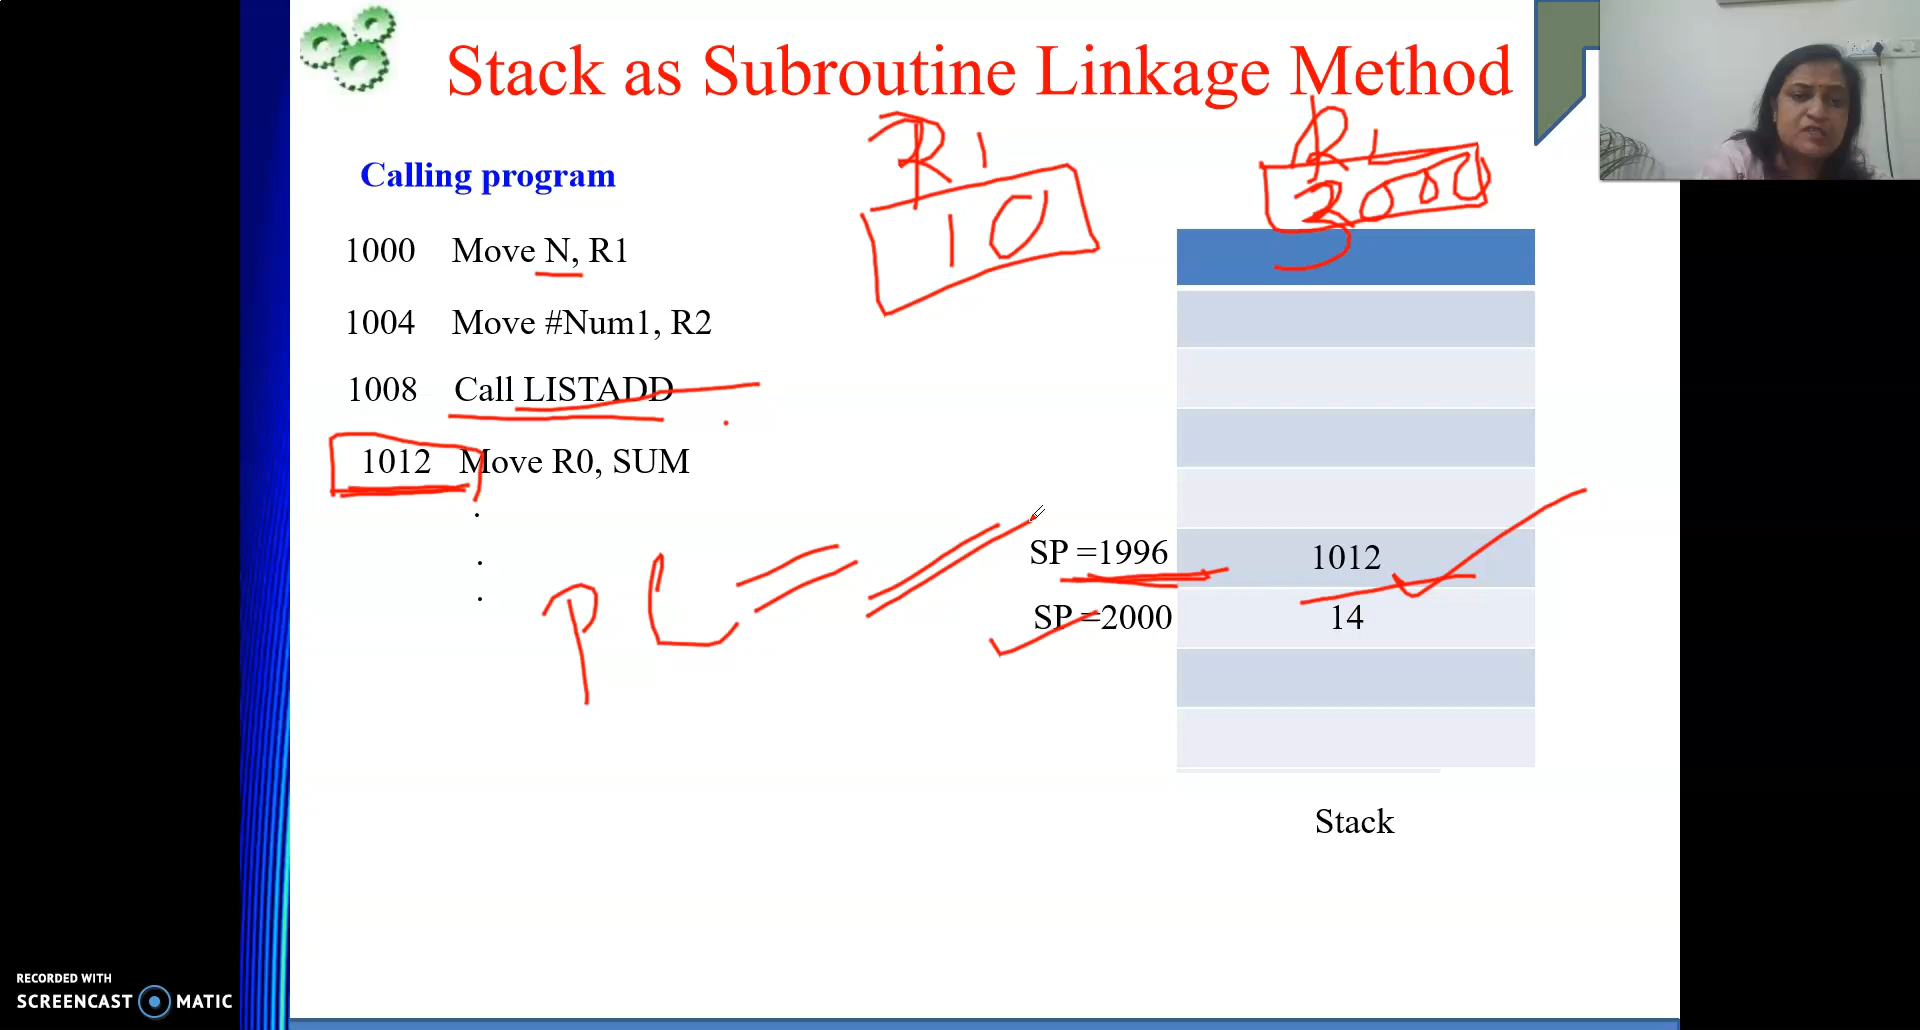 Stack as Subroutine Linkage Method
R1
R1
10
3000
Calling program
1000 Move N, R1
1004 Move #Num1, R2
1008 Call LISTADD
1012 Move R0, SUM
.
.
.
PC =
SP =1996 1012
SP =2000 14
Stack
RECORDED WITH
SCREENCAST MATIC